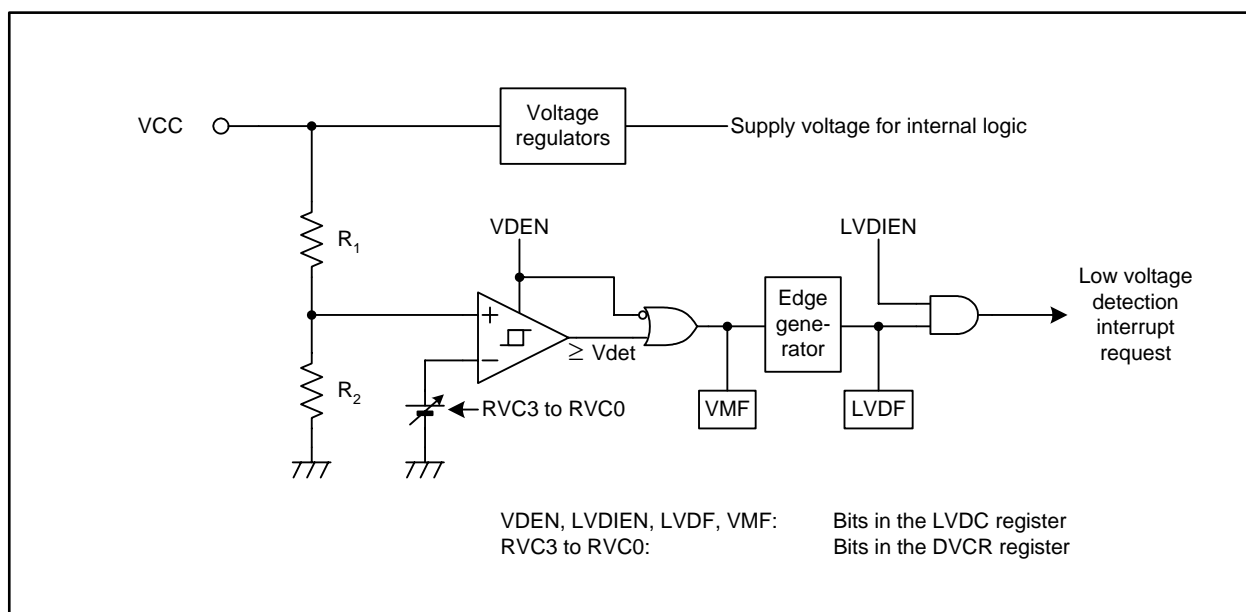 VCC
Voltage
regulators
Supply voltage for internal logic
R1
VDEN
LVDIEN
Low voltage
detection
interrupt
request
Edge
gene-
rator
+
−
≥ Vdet
R2
RVC3 to RVC0
VMF
LVDF
VDEN, LVDIEN, LVDF, VMF: Bits in the LVDC register
RVC3 to RVC0: Bits in the DVCR register